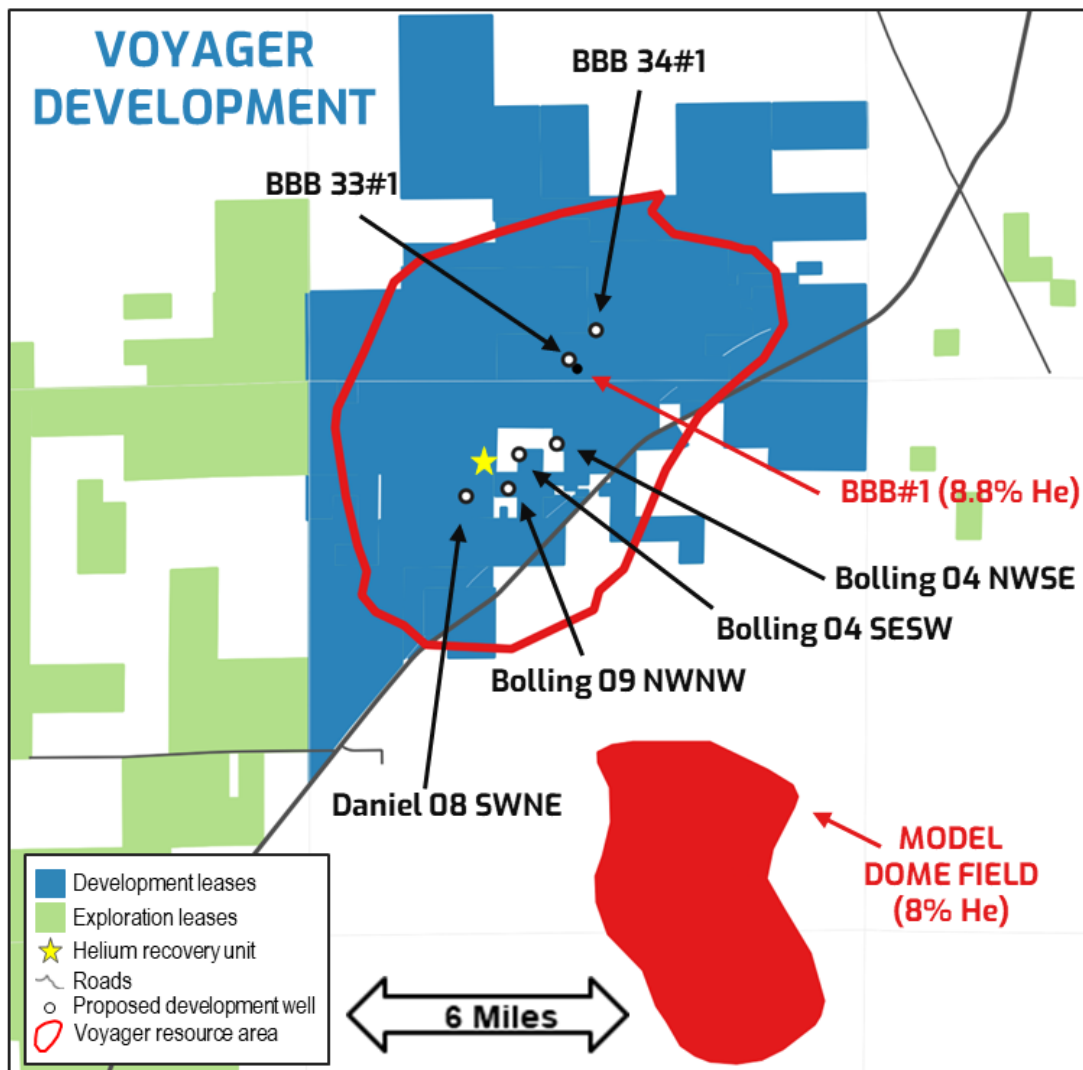 VOYAGER
DEVELOPMENT
BBB 34#1
BBB 33#1
BBB#1 (8.8% He)
Bolling 04 NWSE
Bolling 04 SESW
Bolling 09 NWNW
Daniel 08 SWNE
MODEL
DOME FIELD
(8% He)
Development leases
Exploration leases
Helium recovery unit
Roads
Proposed development well
Voyager resource area
6 Miles